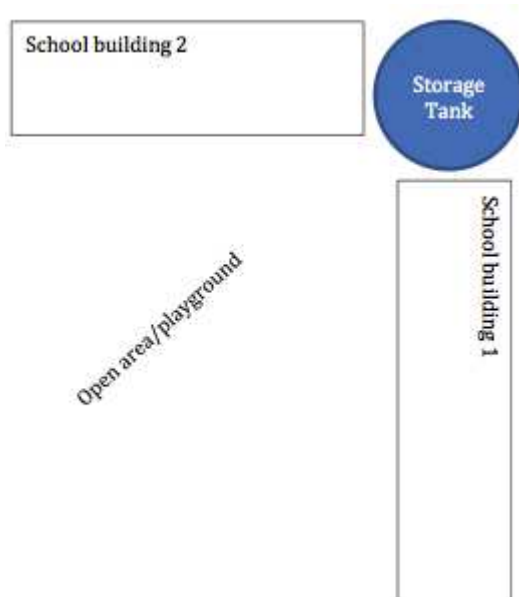 School building 2
Storage
Tank
School building 1
Open area/playground